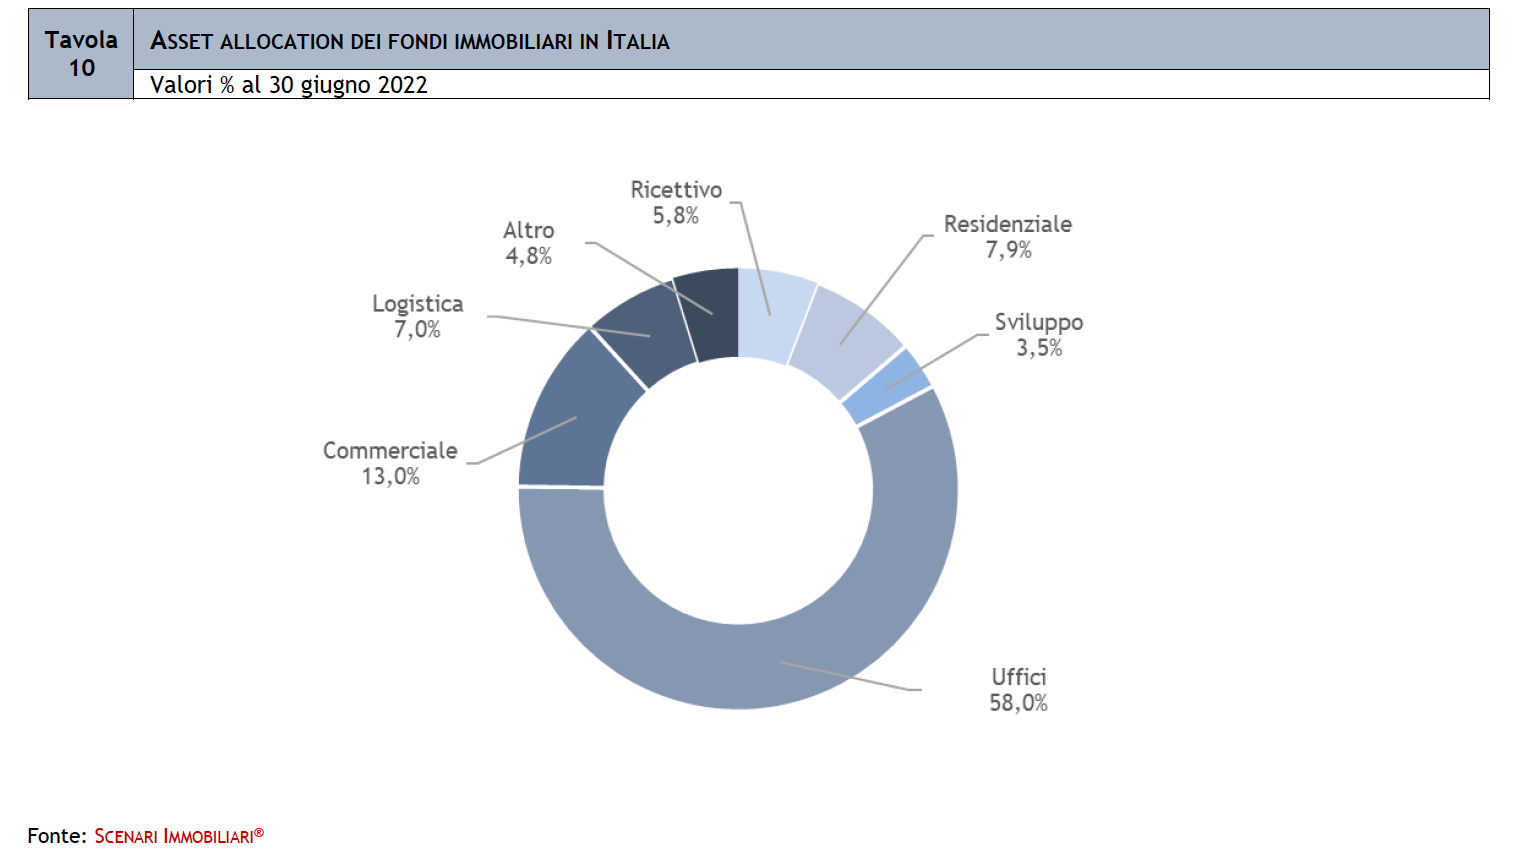 Tavola
10
ASSET ALLOCATION DEI FONDI IMMOBILIARI IN ITALIA
Valori % al 30 giugno 2022
Ricettivo
5,8%
Residenziale
7,9%
Altro
4,8%
Logistica
7,0%
Sviluppo
3,5%
Commerciale
13,0%
Uffici
58,0%
Fonte: SCENARI IMMOBILIARI®